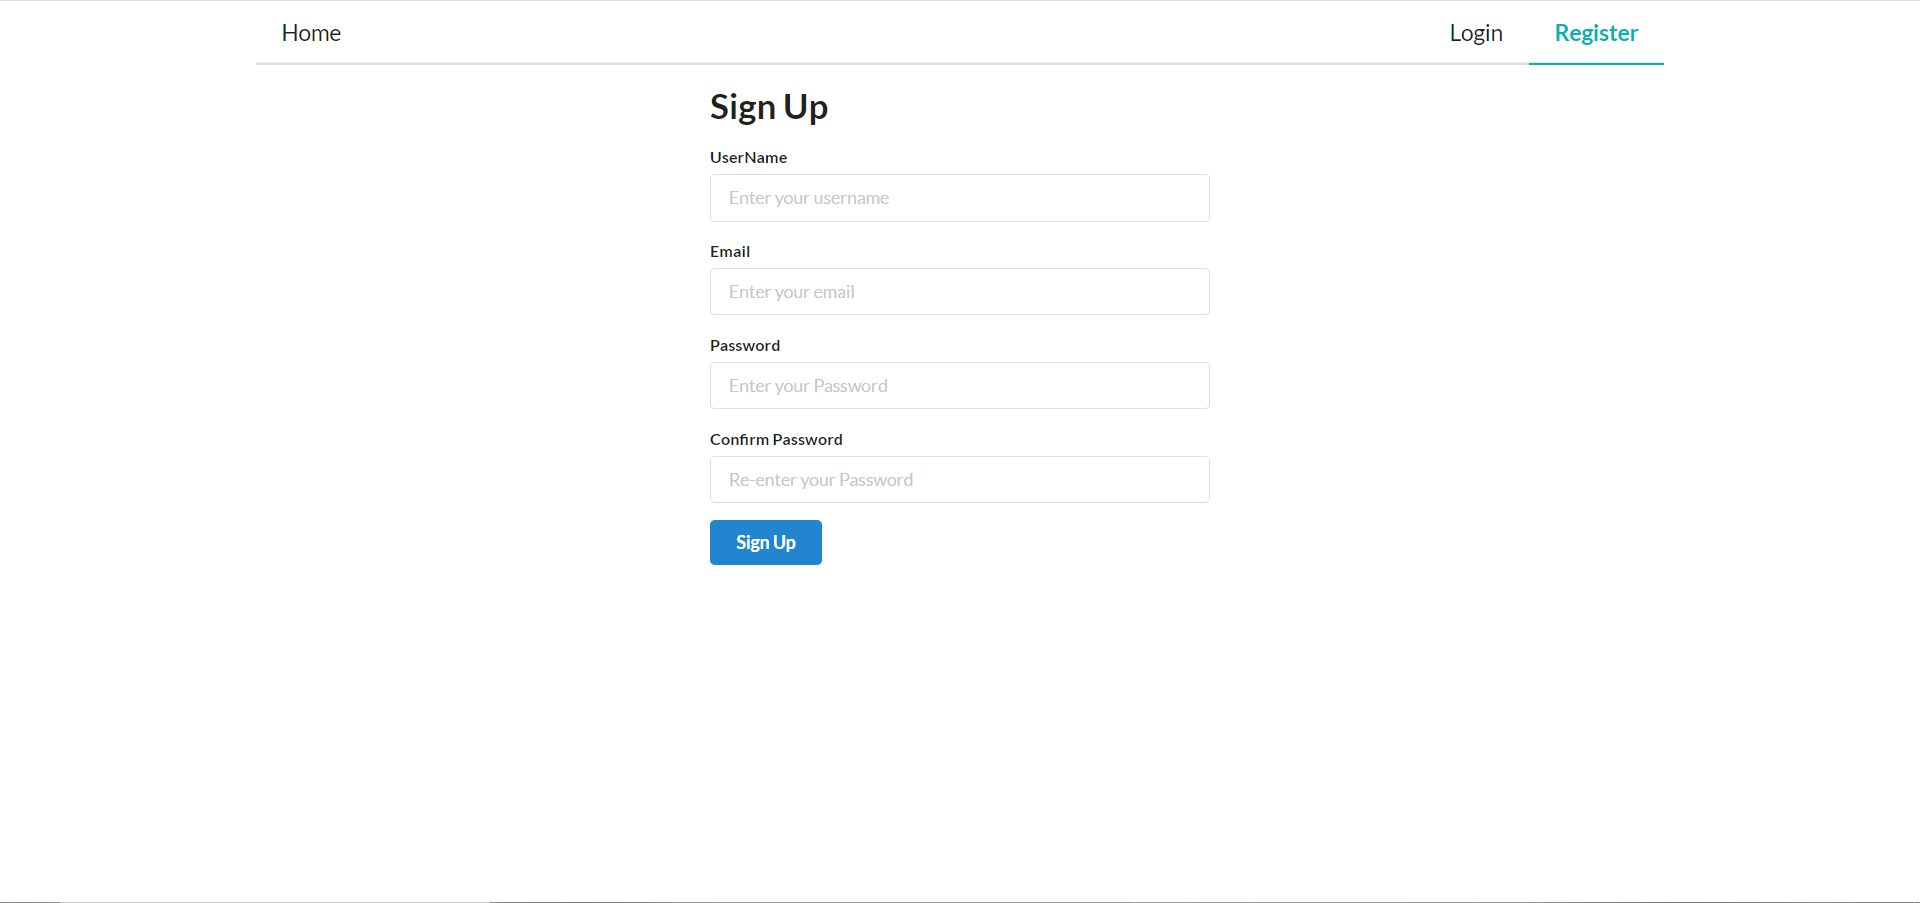 Home Login Register
Sign Up
UserName
Enter your username
Email
Enter your email
Password
Enter your Password
Confirm Password
Re-enter your Password
Sign Up